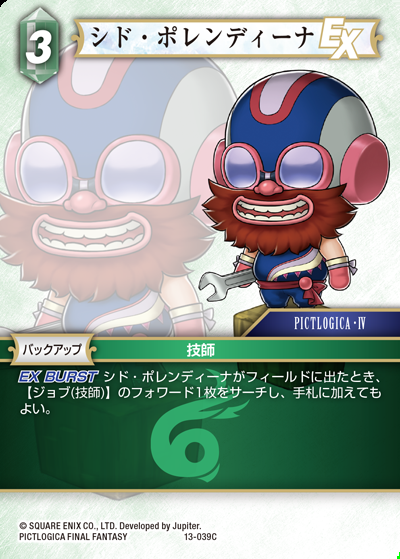 3
シド・ポレンディーナ
EX
PICTLOGICA・IV
バックアップ
技師
EX BURST シド・ポレンディーナがフィールドに出たとき、
【ジョブ(技師)】のフォワード1枚をサーチし、手札に加えても
よい。
© SQUARE ENIX CO., LTD. Developed by Jupiter.
PICTLOGICA FINAL FANTASY
13-039C